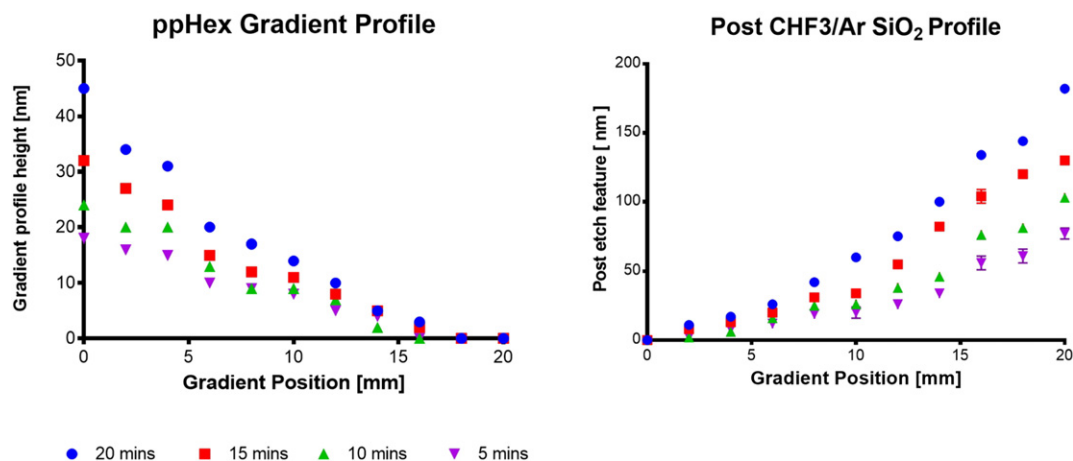 ppHex Gradient Profile
Gradient profile height [nm]
50
40
30
20
10
0
0 5 10 15 20
Gradient Position [mm]
Post CHF3/Ar SiO₂ Profile
Post etch feature [ nm]
200
150
100
50
0
0 5 10 15 20
Gradient Position [mm]
20 mins 15 mins 10 mins 5 mins